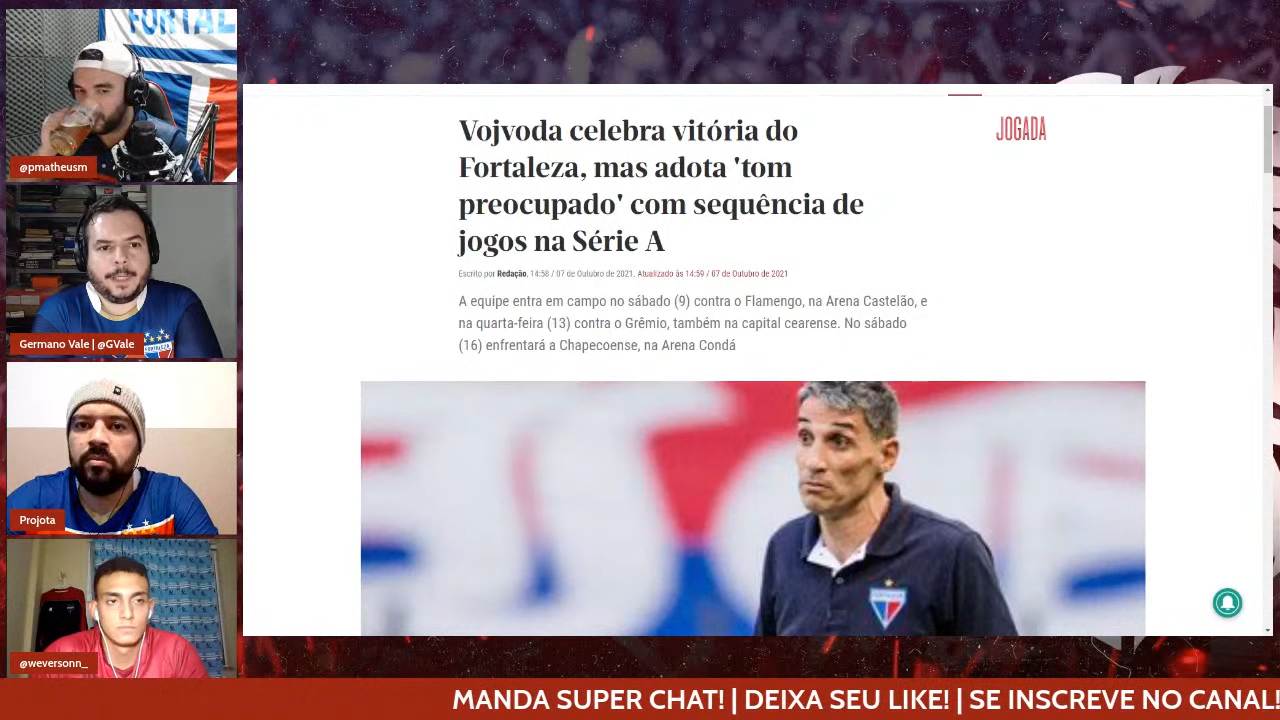 @pmatheusm
Germano Vale | @GVale
Projota
@weversonn_
JOGADA
Vojvoda celebra vitória do
Fortaleza, mas adota 'tom
preocupado' com sequência de
jogos na Série A
Escrito por Redação, 14:58 / 07 de Outubro de 2021. Atualizado às 14:59 / 07 de Outubro de 2021
A equipe entra em campo no sábado (9) contra o Flamengo, na Arena Castelão, e
na quarta-feira (13) contra o Grêmio, também na capital cearense. No sábado
(16) enfrentará a Chapecoense, na Arena Condá
FORTALEZA
MANDA SUPER CHAT! | DEIXA SEU LIKE! | SE INSCREVE NO CANAL!